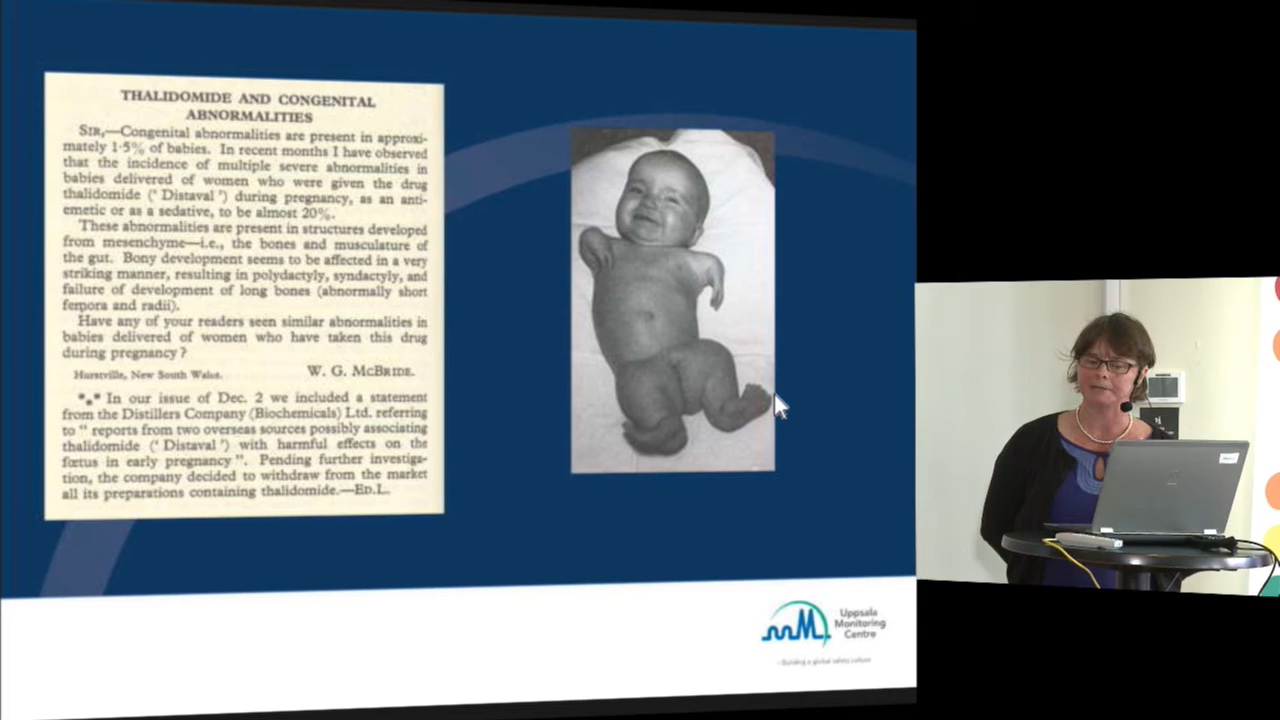 THALIDOMIDE AND CONGENITAL
ABNORMALITIES
SIR,—Congenital abnormalities are present in approxi-
mately 1·5% of babies. In recent months I have observed
that the incidence of multiple severe abnormalities in
babies delivered of women who were given the drug
thalidomide (‘ Distaval ’) during pregnancy, as an anti-
emetic or as a sedative, to be almost 20%.
These abnormalities are present in structures developed
from mesenchyme—i.e., the bones and musculature of
the gut. Bony development seems to be affected in a very
striking manner, resulting in polydactyly, syndactyly, and
failure of development of long bones (abnormally short
femora and radii).
Have any of your readers seen similar abnormalities in
babies delivered of women who have taken this drug
during pregnancy?
Hurstville, New South Wales. W. G. MCBRIDE.
*⁎* In our issue of Dec. 2 we included a statement
from the Distillers Company (Biochemicals) Ltd. referring
to “ reports from two overseas sources possibly associating
thalidomide (‘ Distaval ’) with harmful effects on the
fœtus in early pregnancy ”. Pending further investiga-
tion, the company decided to withdraw from the market
all its preparations containing thalidomide.—ED.L.
Uppsala
Monitoring
Centre
- Building a global safety culture